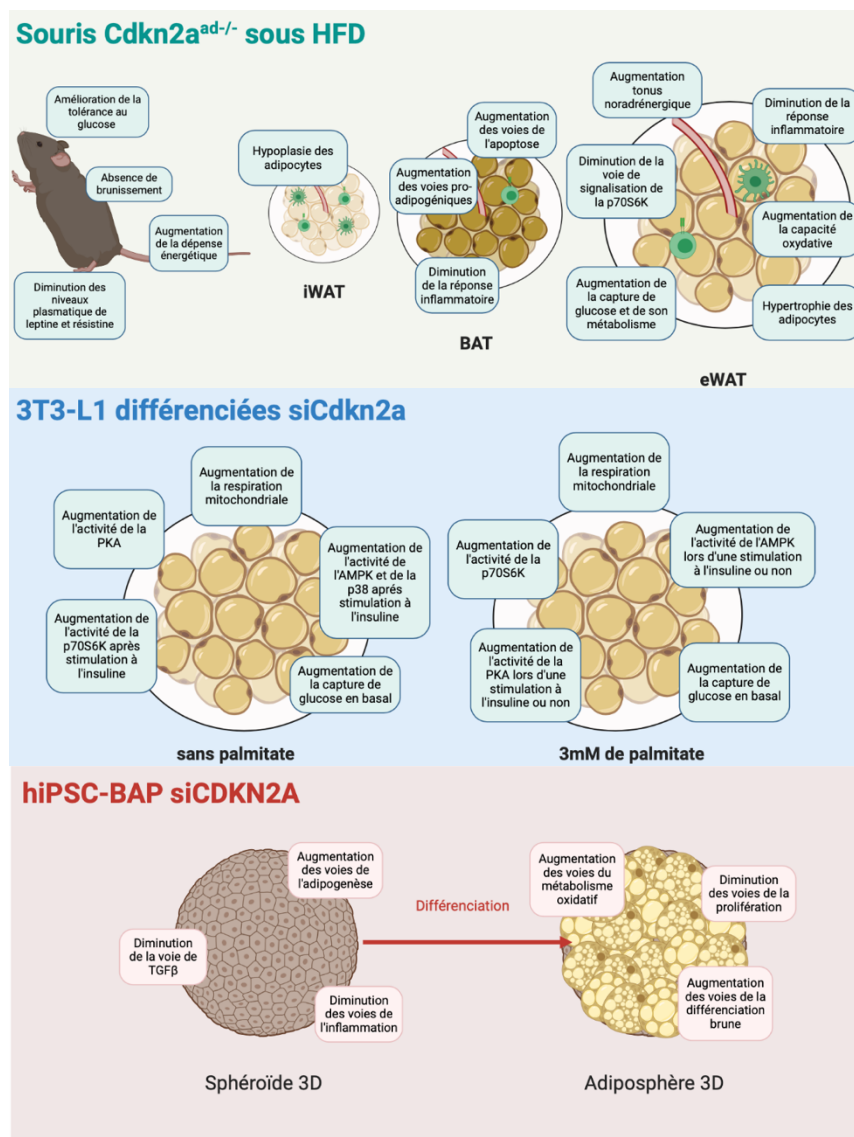 Souris Cdkn2aad-/- sous HFD
Amélioration de la
tolérance au
glucose
Absence de
brunissement
Augmentation
de la dépense
énergétique
Diminution des
niveaux
plasmatique de
leptine et résistine
Hypoplasie des
adipocytes
iWAT
Augmentation
des voies de
l'apoptose
Augmentation
des voies pro-
adipogéniques
Diminution
de la réponse
inflammatoire
BAT
Augmentation
tonus
noradrénergique
Diminution de la
réponse
inflammatoire
Diminution de la
voie de
signalisation de
la p70S6K
Augmentation de
la capacité
oxydative
Augmentation de
la capture de
glucose et de son
métabolisme
Hypertrophie des
adipocytes
eWAT
3T3-L1 différenciées siCdkn2a
Augmentation de
la respiration
mitochondriale
Augmentation de
l'activité de la
PKA
Augmentation de
l'activité de
l'AMPK et de la
p38 aprés
stimulation à
l'insuline
Augmentation de
l'activité de la
p70S6K après
stimulation à
l'insuline
Augmentation de
la capture de
glucose en basal
sans palmitate
Augmentation de
la respiration
mitochondriale
Augmentation de
l'activité de la
p70S6K
Augmentation de
l'activité de l'AMPK
lors d'une stimulation
à l'insuline ou non
Augmentation de
l'activité de la
PKA lors d'une
stimulation à
l'insuline ou non
Augmentation de
la capture de
glucose en basal
3mM de palmitate
hiPSC-BAP siCDKN2A
Augmentation
des voies de
l'adipogenèse
Diminution
de la voie de
TGFβ
Diminution
des voies de
l'inflammation
Sphéroïde 3D
Différenciation
Augmentation
des voies du
métabolisme
oxidatif
Diminution
des voies de la
prolifération
Augmentation
des voies de la
différenciation
brune
Adiposphère 3D